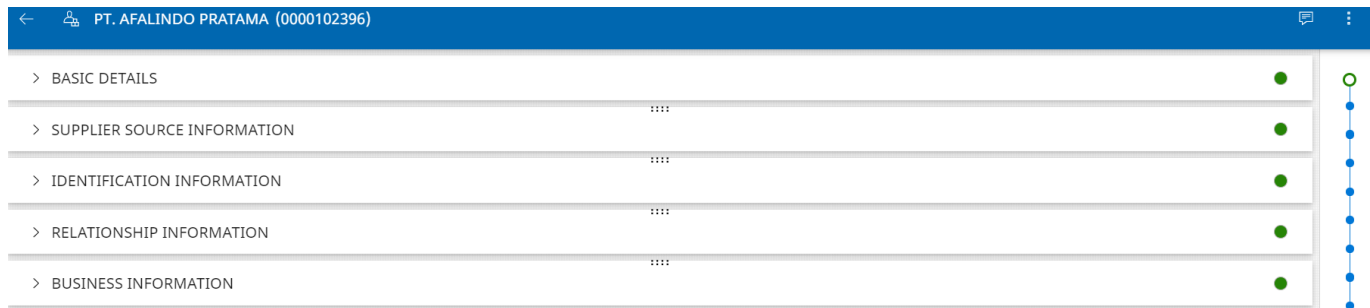 PT. AFALINDO PRATAMA (0000102396)
BASIC DETAILS
SUPPLIER SOURCE INFORMATION
IDENTIFICATION INFORMATION
RELATIONSHIP INFORMATION
BUSINESS INFORMATION